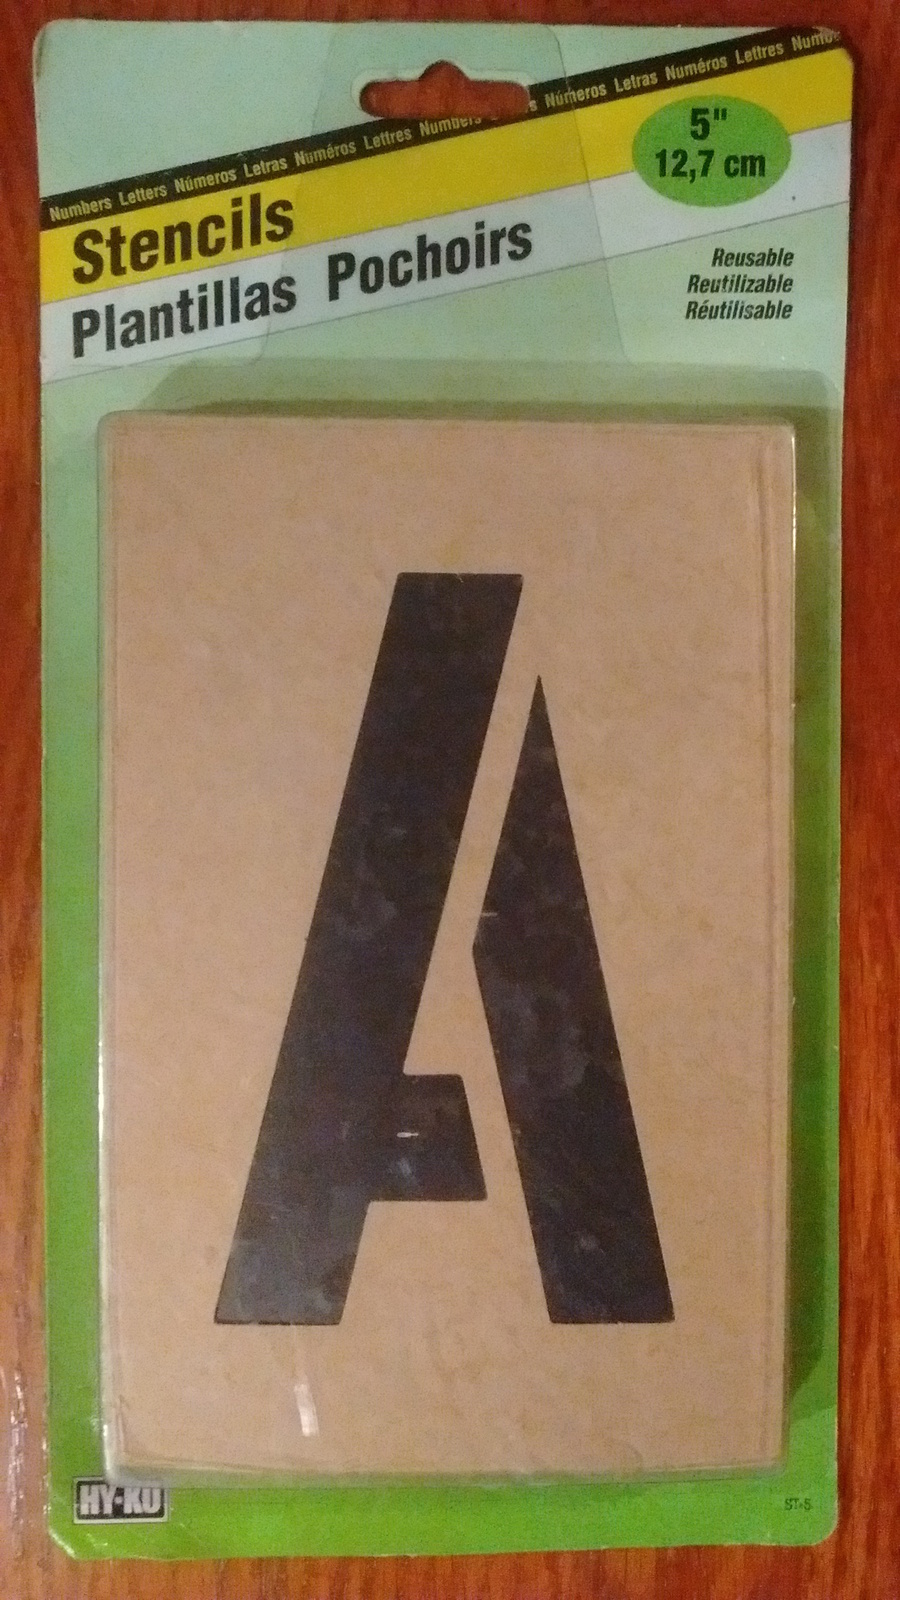 Numbers Letters Números Letras Numéros Lettres Numbers Números Letras Numéros Lettres
5"
12,7 cm
Stencils
Plantillas Pochoirs
Reusable
Reutilizable
Réutilisable
A
HY-KO
ST-5